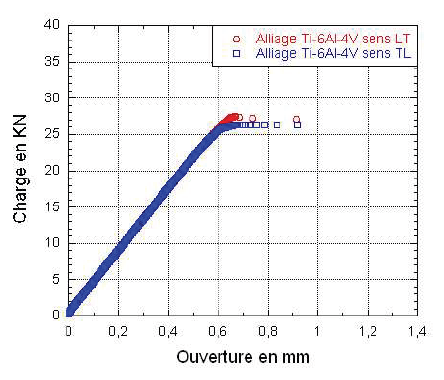 40
35
30
25
20
15
10
5
0
Charge en KN
Alliage Ti-6Al-4V sens LT
Alliage Ti-6Al-4V sens TL
0 0,2 0,4 0,6 0,8 1 1,2 1,4
Ouverture en mm